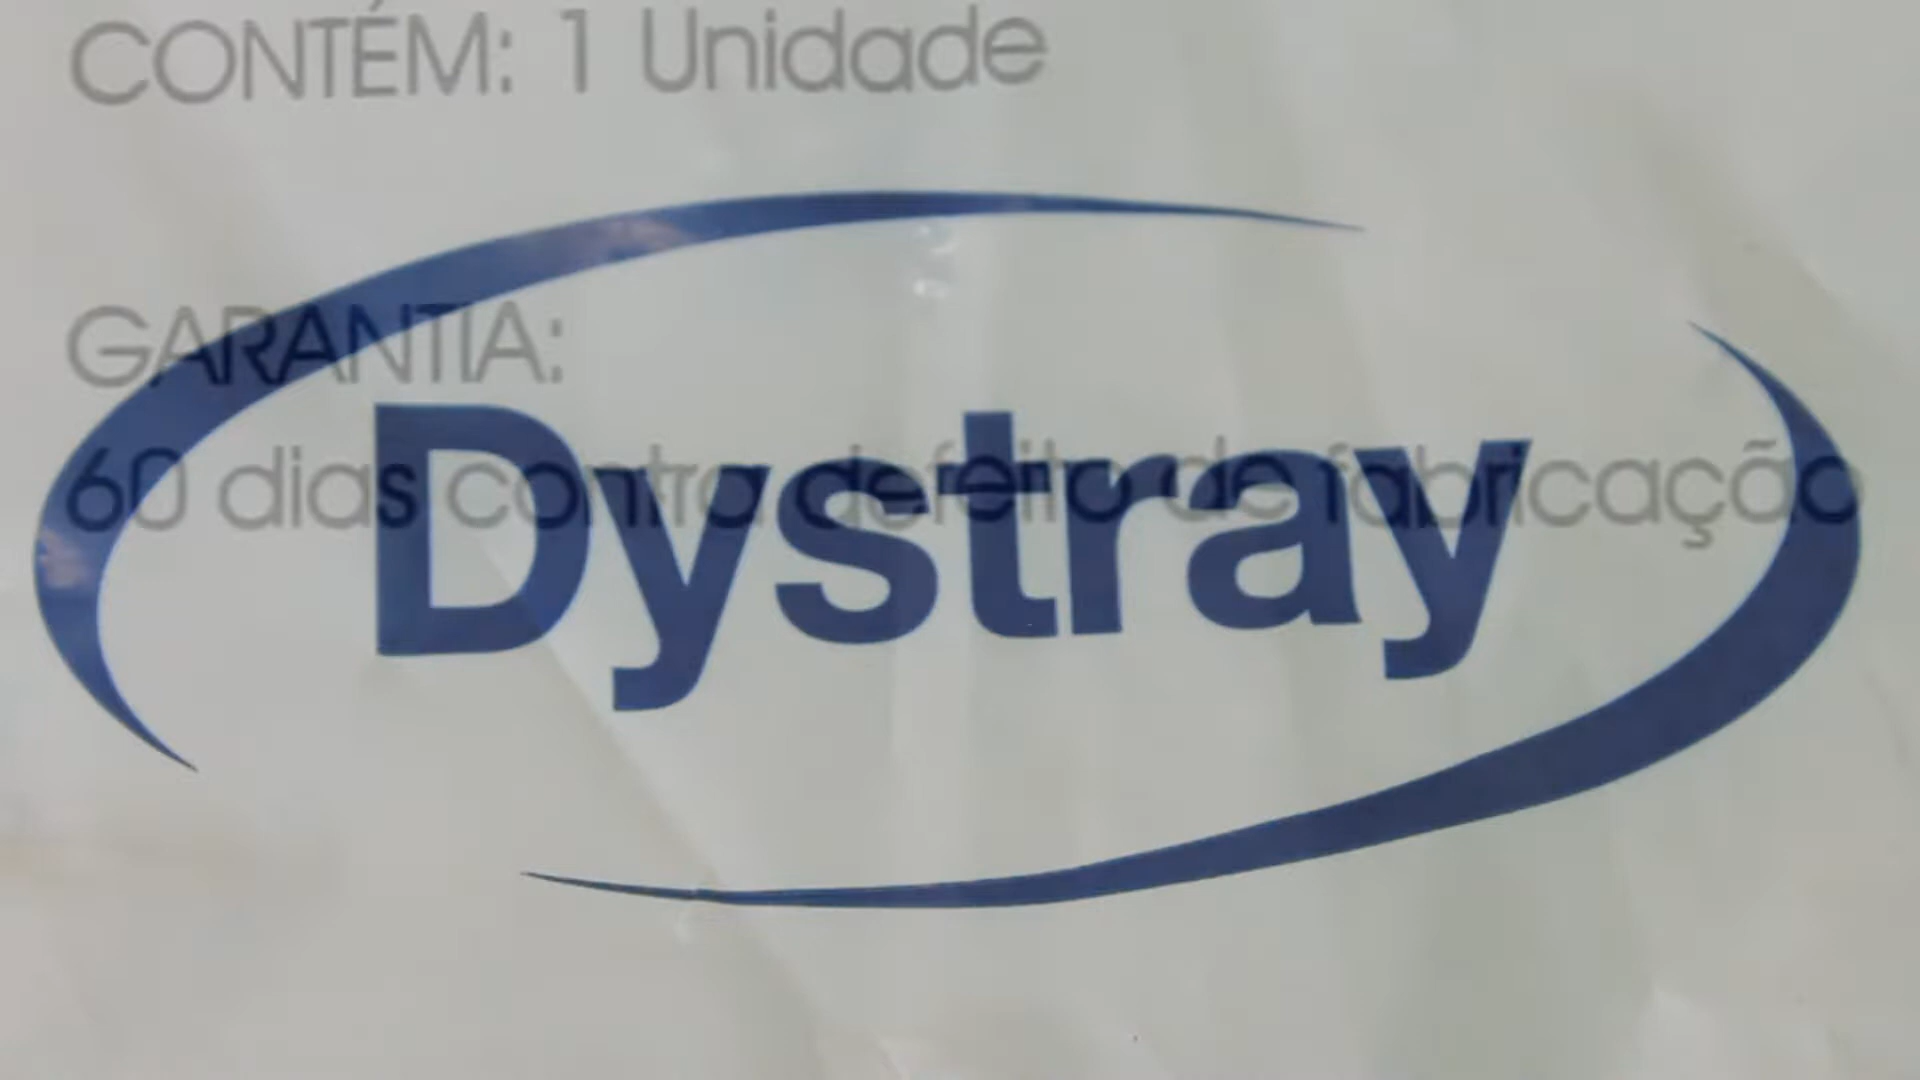 CONTÉM: 1 Unidade
GARANTIA:
60 dias contra defeito de fabricação
Dystray